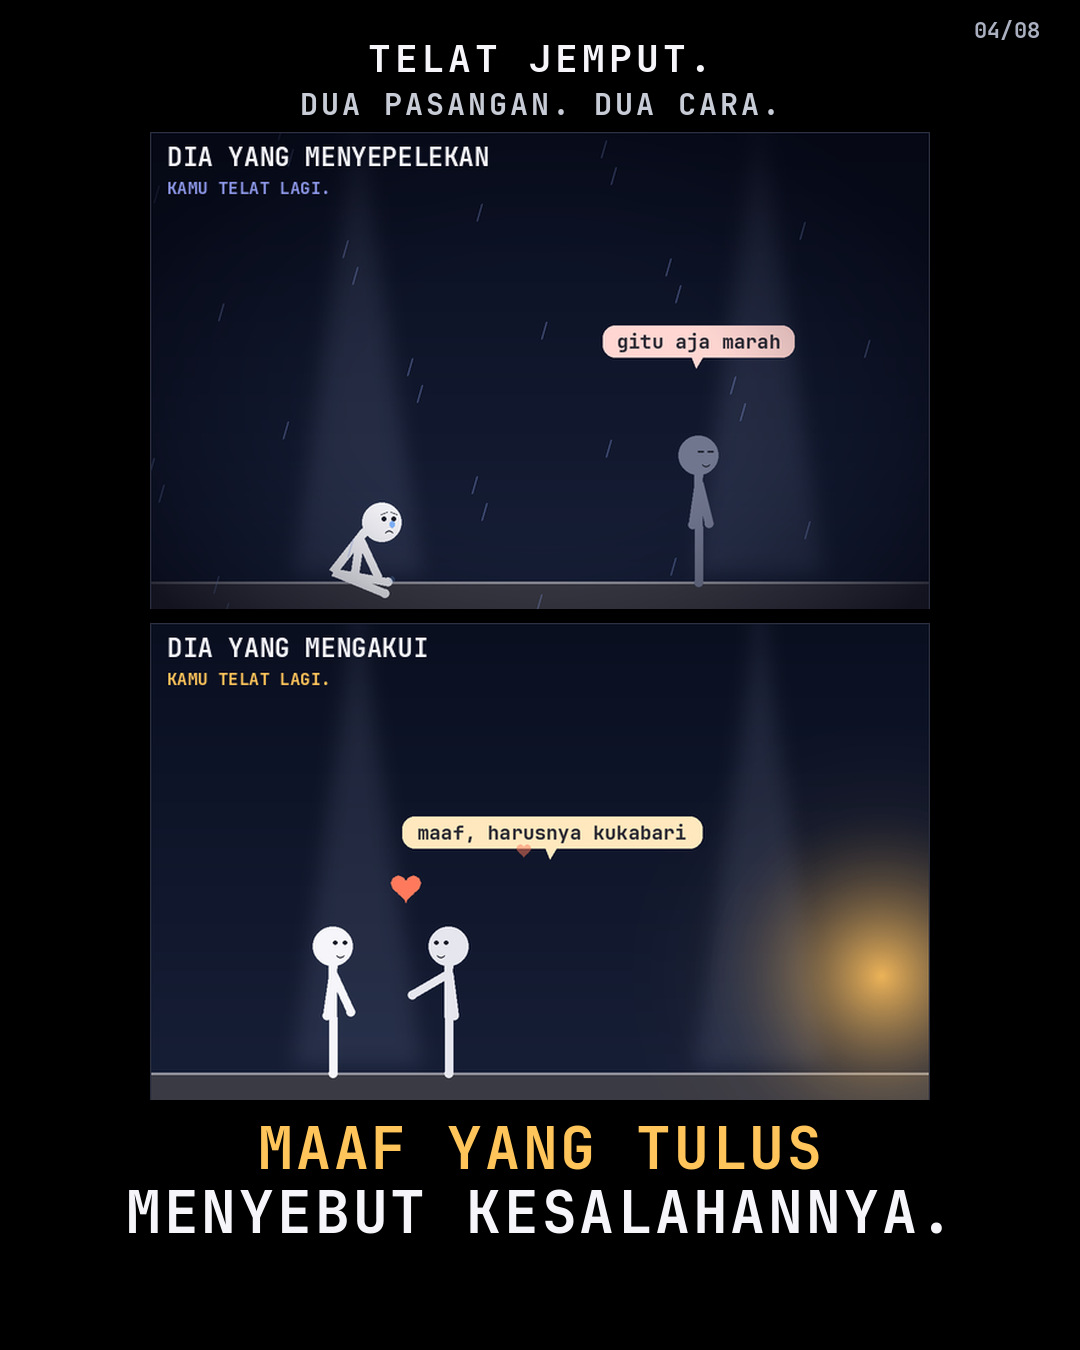 04/08
TELAT JEMPUT.
DUA PASANGAN. DUA CARA.
DIA YANG MENYEPELEKAN
KAMU TELAT LAGI.
gitu aja marah
DIA YANG MENGAKUI
KAMU TELAT LAGI.
maaf, harusnya kukabari
MAAF YANG TULUS
MENYEBUT KESALAHANNYA.